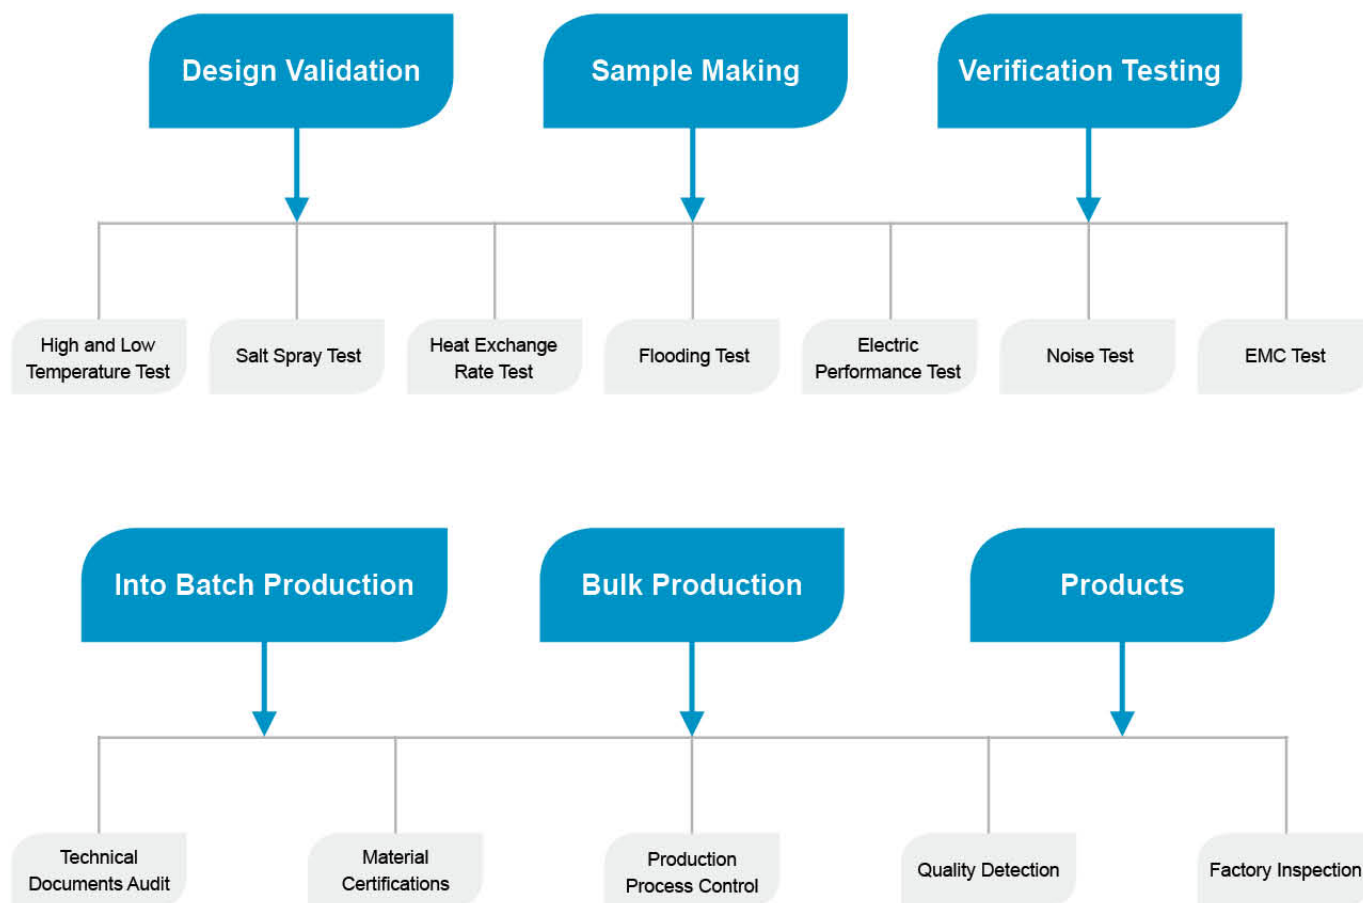 Design Validation
Sample Making
Verification Testing
High and Low
Temperature Test
Salt Spray Test
Heat Exchange
Rate Test
Flooding Test
Electric
Performance Test
Noise Test
EMC Test
Into Batch Production
Bulk Production
Products
Technical
Documents Audit
Material
Certifications
Production
Process Control
Quality Detection
Factory Inspection